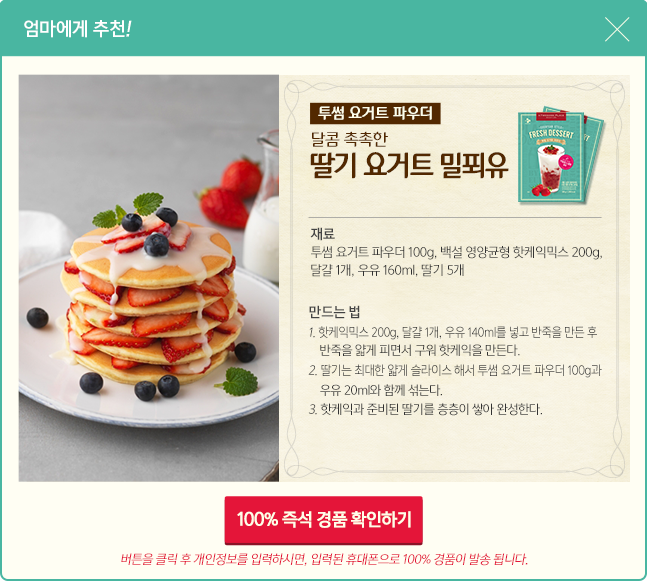 엄마에게 추천!
투썸 요거트 파우더
달콤 촉촉한
딸기 요거트 밀푀유
FRESH DESSERT
재료
투썸 요거트 파우더 100g, 백설 영양균형 핫케익믹스 200g,
달걀 1개, 우유 160ml, 딸기 5개
만드는 법
1. 핫케익믹스 200g, 달걀 1개, 우유 140ml를 넣고 반죽을 만든 후
반죽을 얇게 피면서 구워 핫케익을 만든다.
2. 딸기는 최대한 얇게 슬라이스 해서 투썸 요거트 파우더 100g과
우유 20ml와 함께 섞는다.
3. 핫케익과 준비된 딸기를 층층이 쌓아 완성한다.
100% 즉석 경품 확인하기
버튼을 클릭 후 개인정보를 입력하시면, 입력된 휴대폰으로 100% 경품이 발송 됩니다.